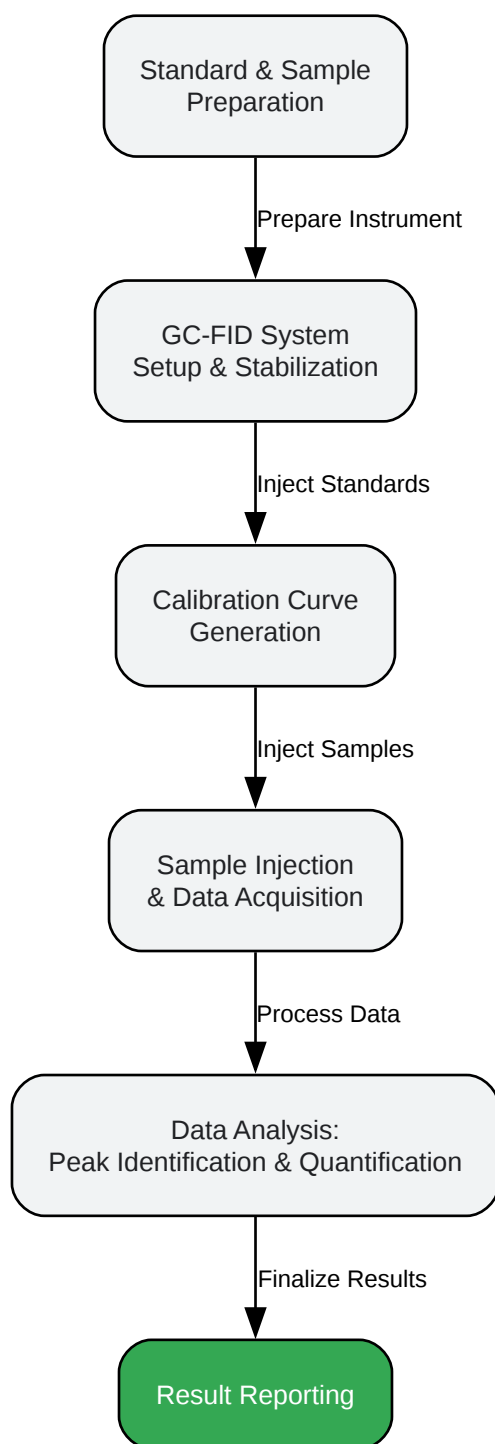 Standard & Sample
Preparation
Prepare Instrument
GC-FID System
Setup & Stabilization
Inject Standards
Calibration Curve
Generation
Inject Samples
Sample Injection
& Data Acquisition
Process Data
Data Analysis:
Peak Identification & Quantification
Finalize Results
Result Reporting